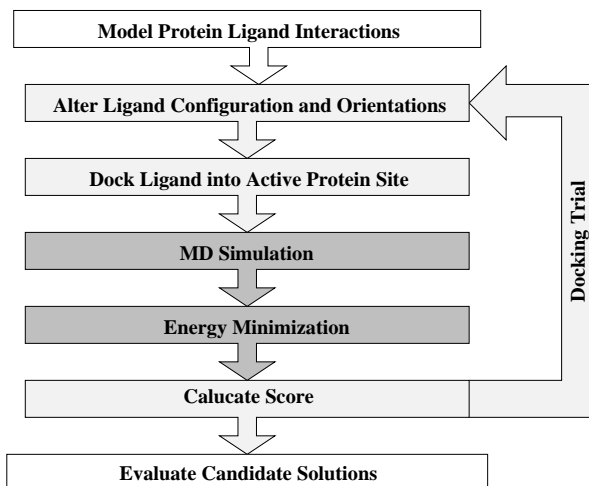 Model Protein Ligand Interactions
Alter Ligand Configuration and Orientations
Dock Ligand into Active Protein Site
MD Simulation
Energy Minimization
Calucate Score
Evaluate Candidate Solutions
Docking Trial